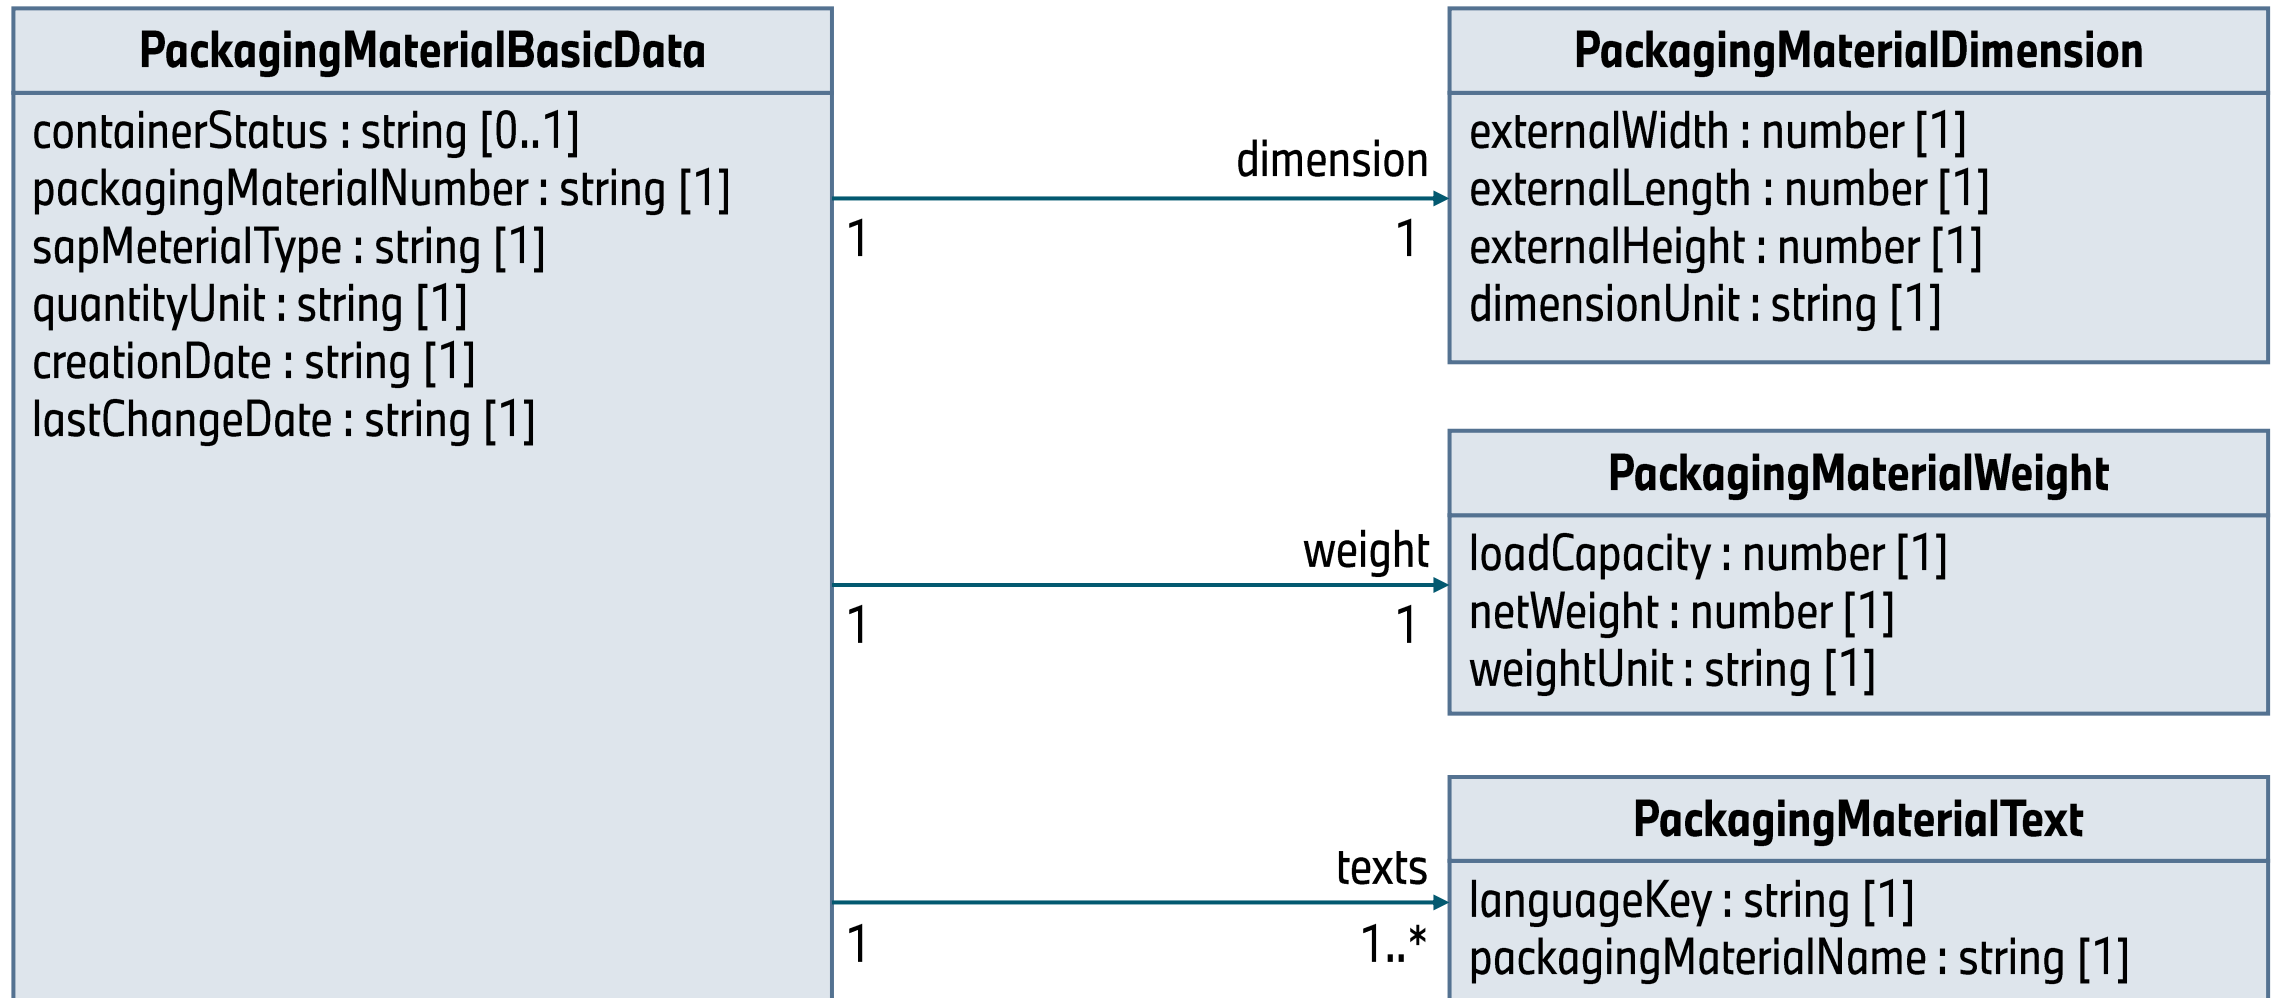 PackagingMaterialBasicData
containerStatus : string [0..1]
packagingMaterialNumber : string [1]
sapMeterialType : string [1]
quantityUnit : string [1]
creationDate : string [1]
lastChangeDate : string [1]
dimension
1
1
PackagingMaterialDimension
externalWidth : number [1]
externalLength : number [1]
externalHeight : number [1]
dimensionUnit : string [1]
weight
1
1
PackagingMaterialWeight
loadCapacity : number [1]
netWeight : number [1]
weightUnit : string [1]
texts
1
1..*
PackagingMaterialText
languageKey : string [1]
packagingMaterialName : string [1]